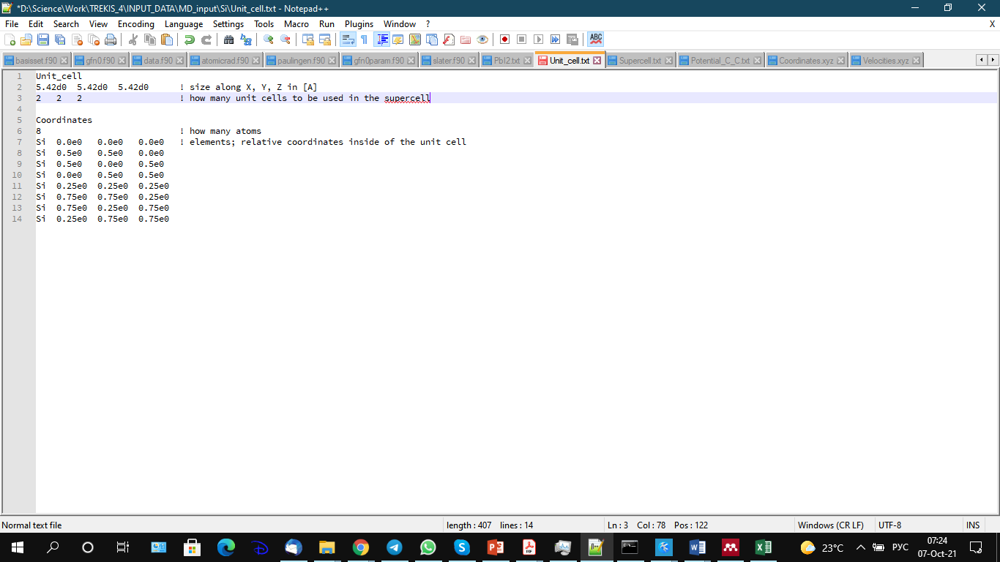 *D:\Science\Work\TREKIS_4\INPUT_DATA\MD_input\Si\Unit_cell.txt - Notepad++
File Edit Search View Encoding Language Settings Tools Macro Run Plugins Window ? X
basisset.f90 gfn0.f90 data.f90 atomicrad.f90 paulingen.f90 gfn0param.f90 slater.f90 PbI2.txt Unit_cell.txt Supercell.txt Potential_C_C.txt Coordinates.xyz Velocities.xyz
1 Unit_cell
2 5.42d0 5.42d0 5.42d0 ! size along X, Y, Z in [A]
3 2 2 2 ! how many unit cells to be used in the supercell
4
5 Coordinates
6 8 ! how many atoms
7 Si 0.0e0 0.0e0 0.0e0 ! elements; relative coordinates inside of the unit cell
8 Si 0.5e0 0.5e0 0.0e0
9 Si 0.5e0 0.0e0 0.5e0
10 Si 0.0e0 0.5e0 0.5e0
11 Si 0.25e0 0.25e0 0.25e0
12 Si 0.75e0 0.75e0 0.25e0
13 Si 0.75e0 0.25e0 0.75e0
14 Si 0.25e0 0.75e0 0.75e0
Normal text file length : 407 lines : 14 Ln : 3 Col : 78 Pos : 122 Windows (CR LF) UTF-8 INS
23°C РУС 07:24
07-Oct-21